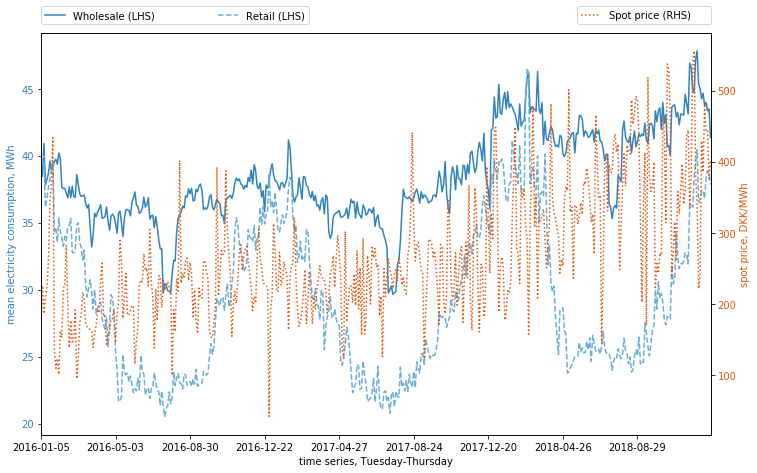 Wholesale (LHS) Retail (LHS) Spot price (RHS)
mean electricity consumption, MWh
45
40
35
30
25
20
500
400
300
200
100
spot price, DKK/MWh
2016-01-05 2016-05-03 2016-08-30 2016-12-22 2017-04-27 2017-08-24 2017-12-20 2018-04-26 2018-08-29
time series, Tuesday-Thursday